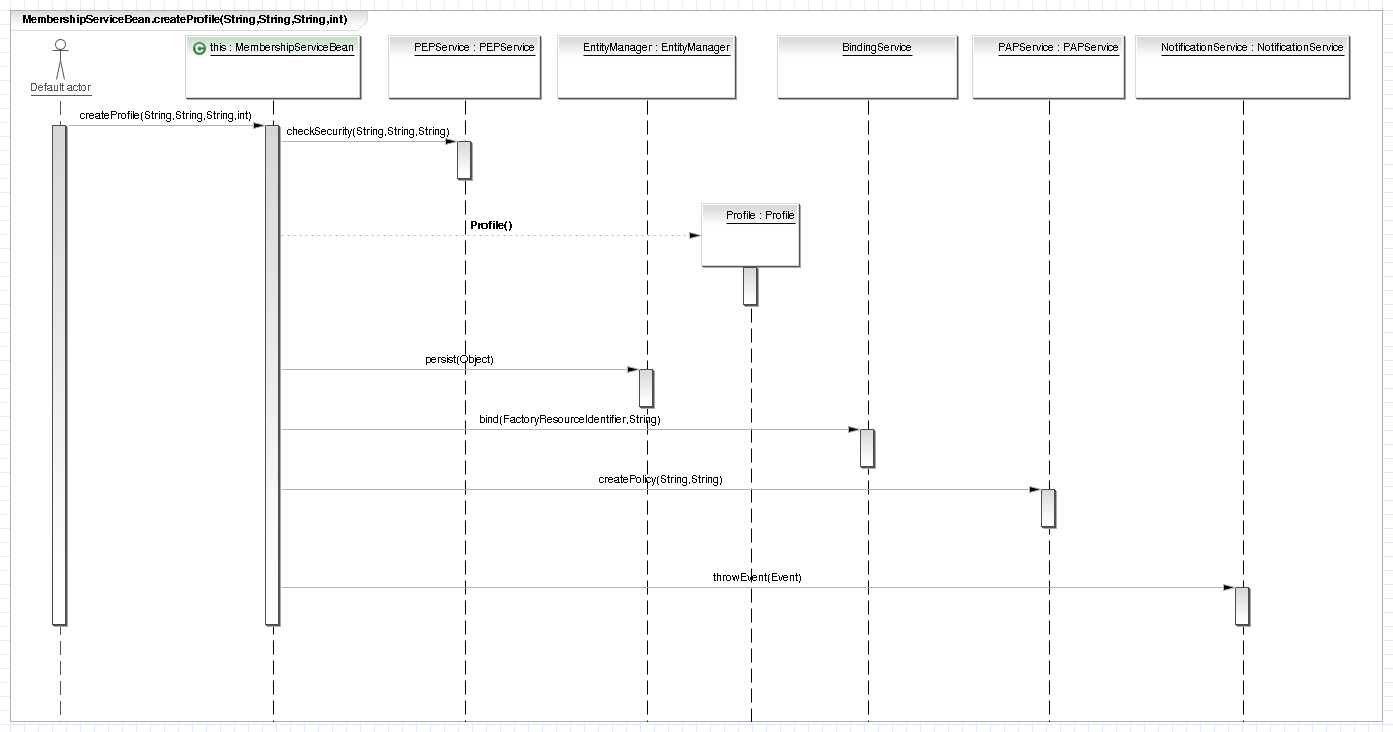 MembershipServiceBean.createProfile(String,String,String,int)
Default actor
this : MembershipServiceBean
PEPService : PEPService
EntityManager : EntityManager
BindingService
PAPService : PAPService
NotificationService : NotificationService
createProfile(String,String,String,int)
checkSecurity(String,String,String)
Profile : Profile
Profile()
persist(Object)
bind(FactoryResourceIdentifier,String)
createPolicy(String,String)
throwEvent(Event)